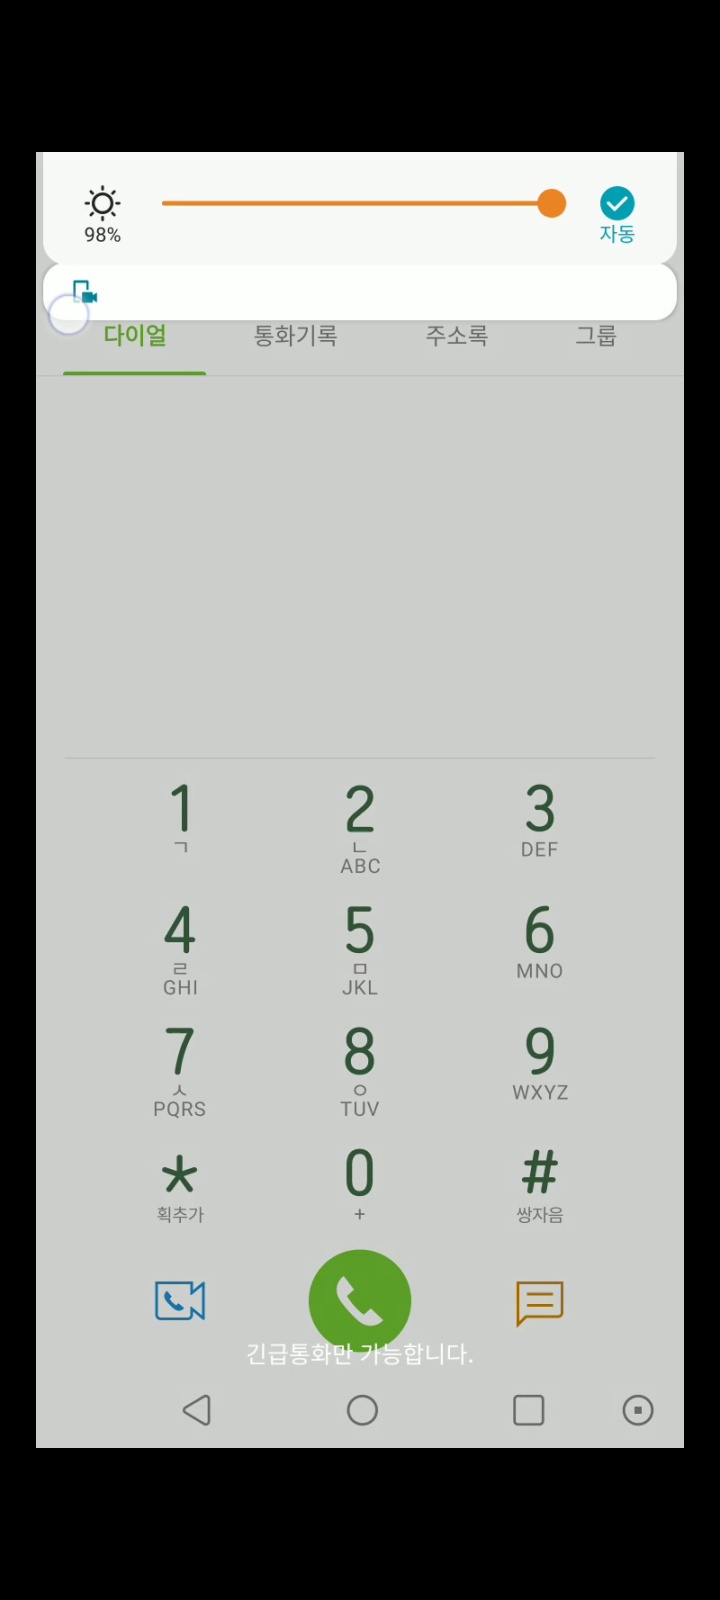 98%
자동
다이얼 통화기록 주소록 그룹
1 2 3
ㄱ ㄴ DEF
ABC
4 5 6
ㄹ ㅁ MNO
GHI JKL
7 8 9
ㅅ ㅇ WXYZ
PQRS TUV
* 0 #
획추가 + 쌍자음
긴급통화만 가능합니다.